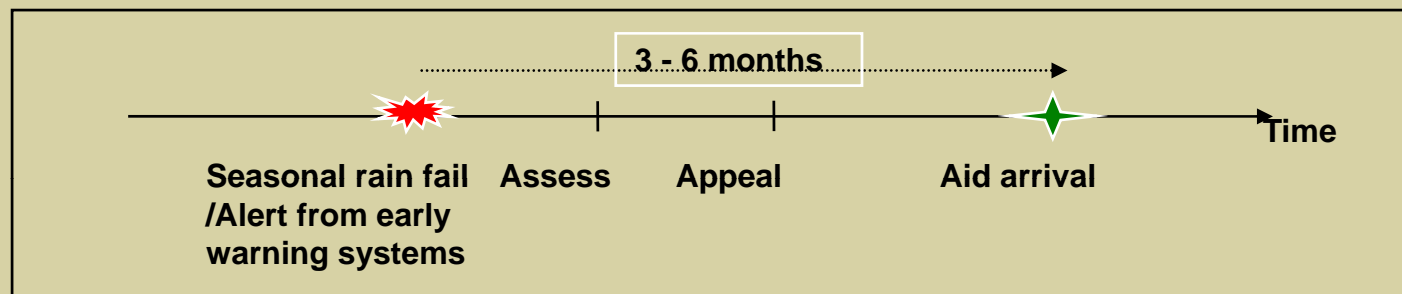 3 - 6 months
Time
Seasonal rain fail
/Alert from early
warning systems
Assess
Appeal
Aid arrival